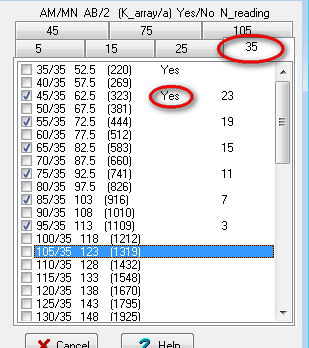 AM/MN AB/2 (K_array/a) Yes/No N_reading
45 75 105
5 15 25 35
35/35 52.5 (220) Yes
40/35 57.5 (269)
45/35 62.5 (323) Yes 23
50/35 67.5 (381)
55/35 72.5 (444) 19
60/35 77.5 (512)
65/35 82.5 (583) 15
70/35 87.5 (660)
75/35 92.5 (741) 11
80/35 97.5 (826)
85/35 103 (916) 7
90/35 108 (1010)
95/35 113 (1109) 3
100/35 118 (1212)
105/35 123 (1319)
110/35 128 (1432)
115/35 133 (1548)
120/35 138 (1670)
125/35 143 (1795)
130/35 148 (1925)
Cancel ? Help